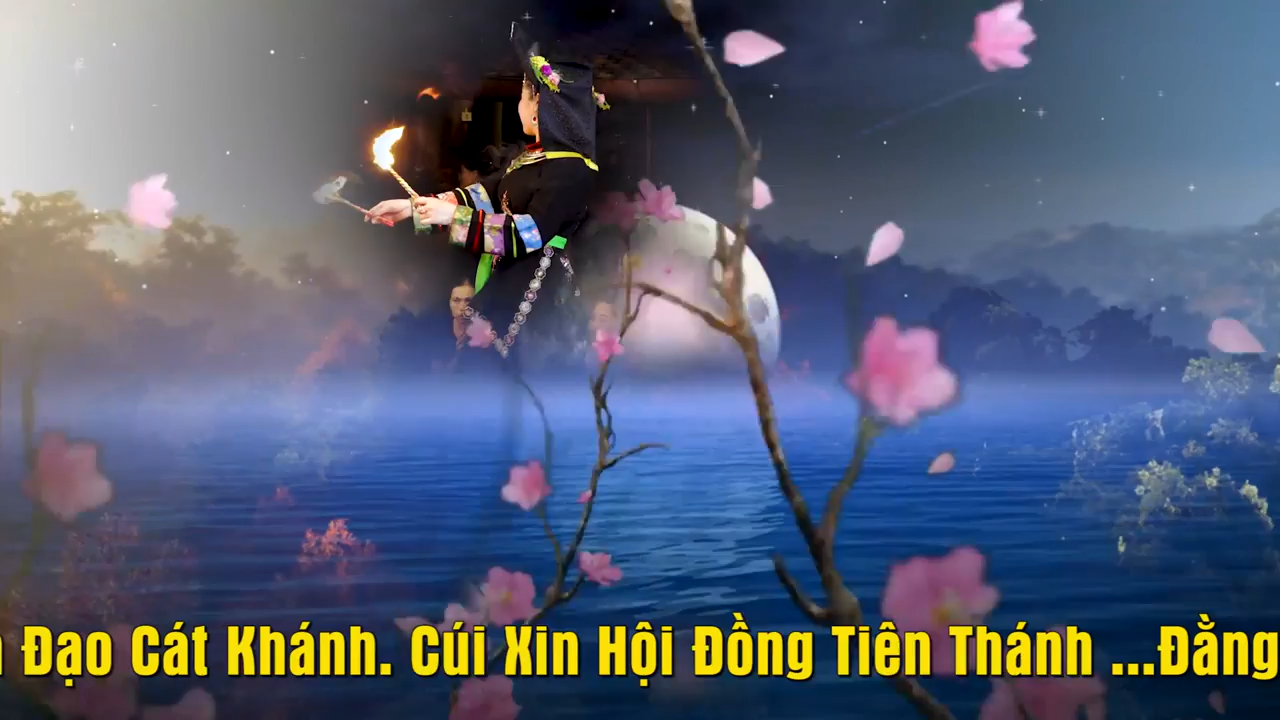 Đạo Cát Khánh. Cúi Xin Hội Đồng Tiên Thánh ...Đằng